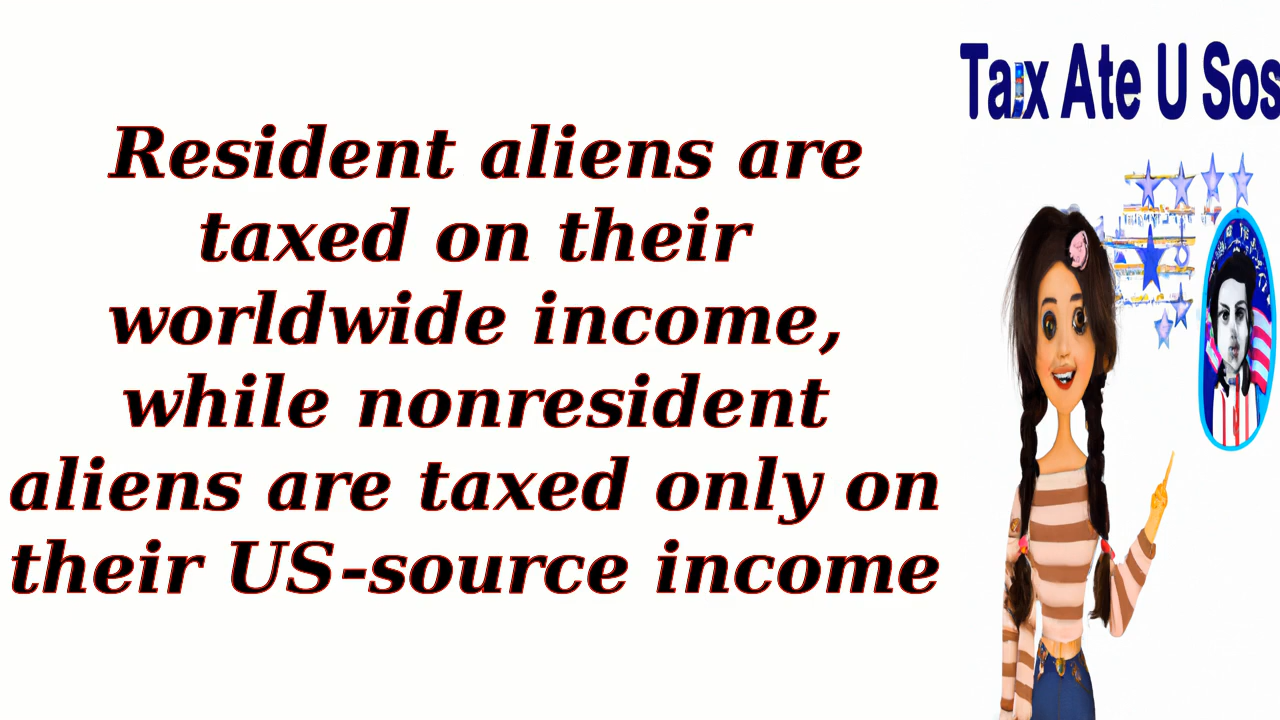 Tax Ate U Sos
Resident aliens are
taxed on their
worldwide income,
while nonresident
aliens are taxed only on
their US-source income